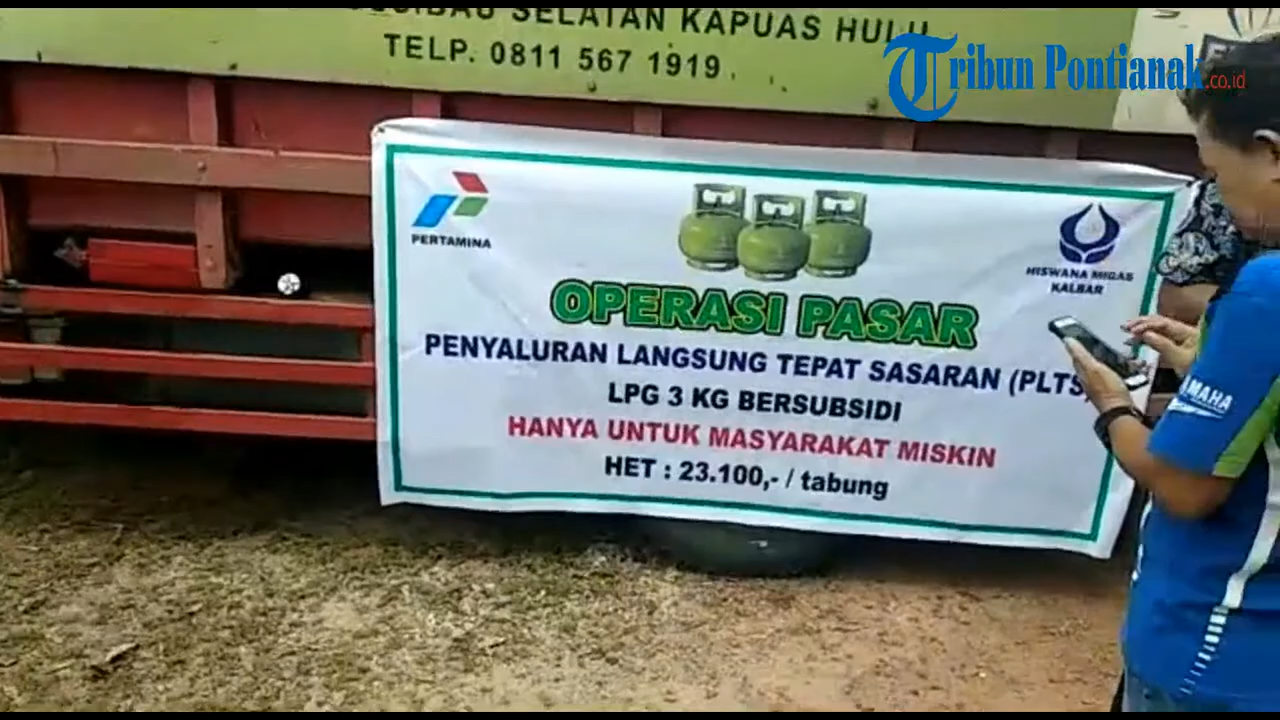 SELATAN KAPUAS HULU
TELP. 0811 567 1919
Tribun Pontianak.co.id
PERTAMINA
HISWANA MIGAS
KALBAR
OPERASI PASAR
PENYALURAN LANGSUNG TEPAT SASARAN (PLTS)
LPG 3 KG BERSUBSIDI
HANYA UNTUK MASYARAKAT MISKIN
HET : 23.100,- / tabung
YAMAHA